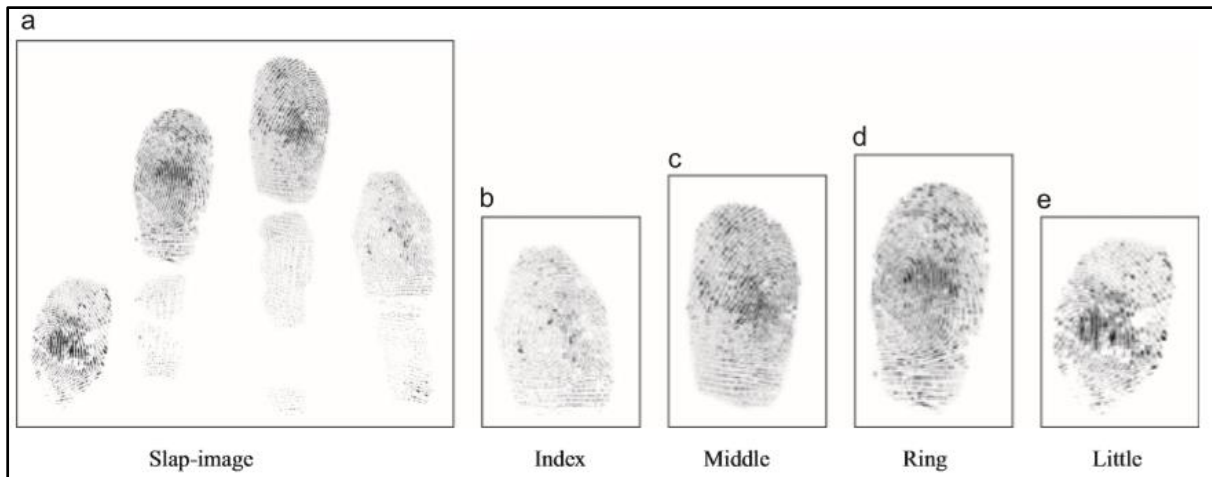 a
b
c
d
e
Slap-image
Index
Middle
Ring
Little